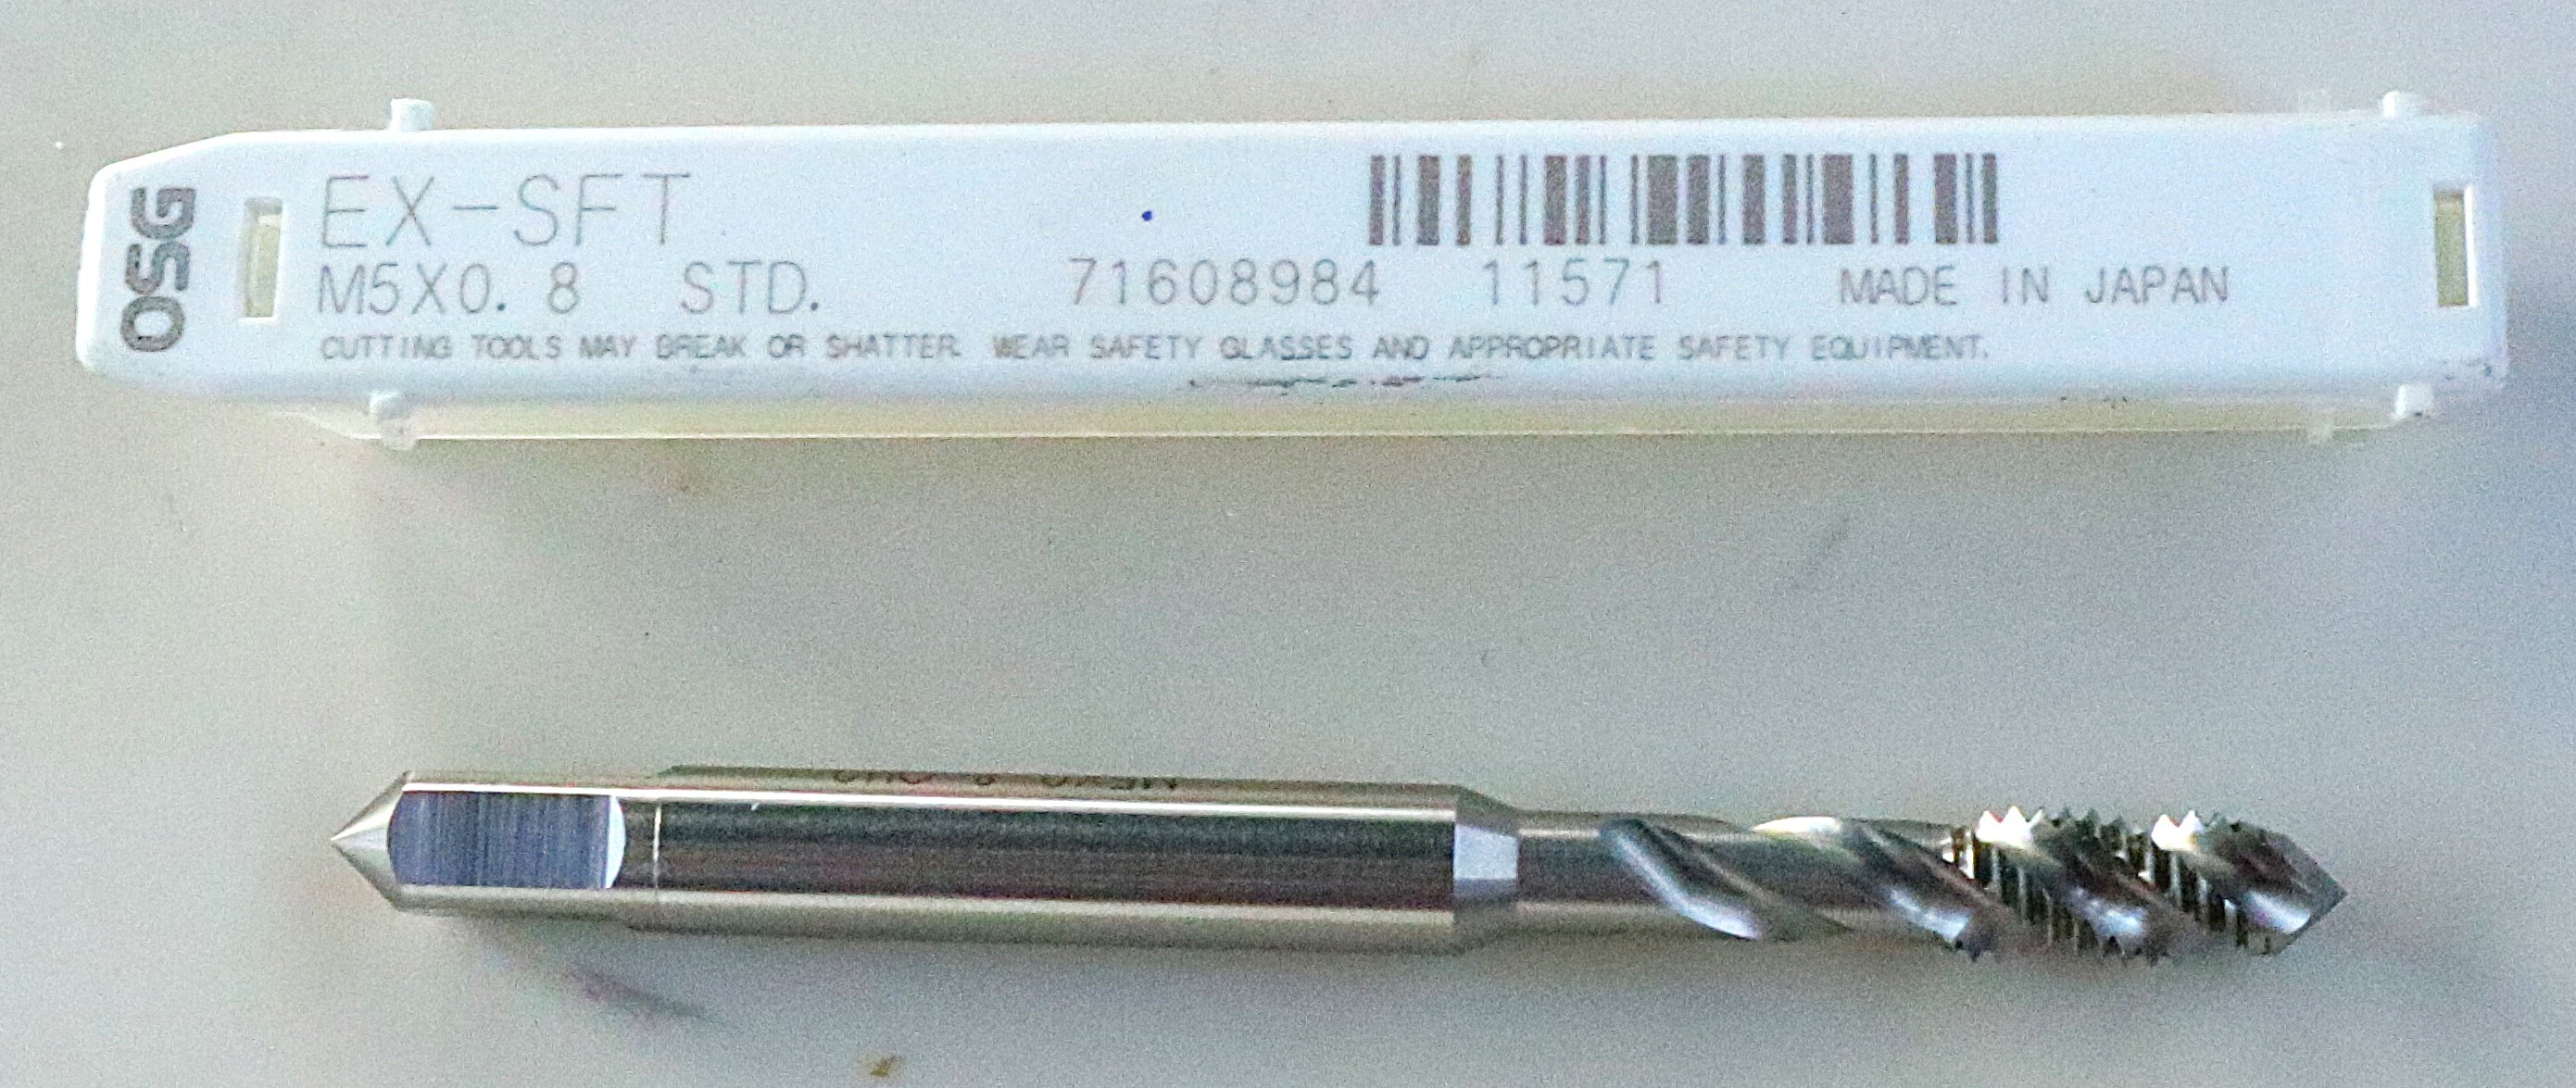 OSG
EX-SFT
M5X0.8 STD. 71608984 11571 MADE IN JAPAN
CUTTING TOOLS MAY BREAK OR SHATTER. WEAR SAFETY GLASSES AND APPROPRIATE SAFETY EQUIPMENT.